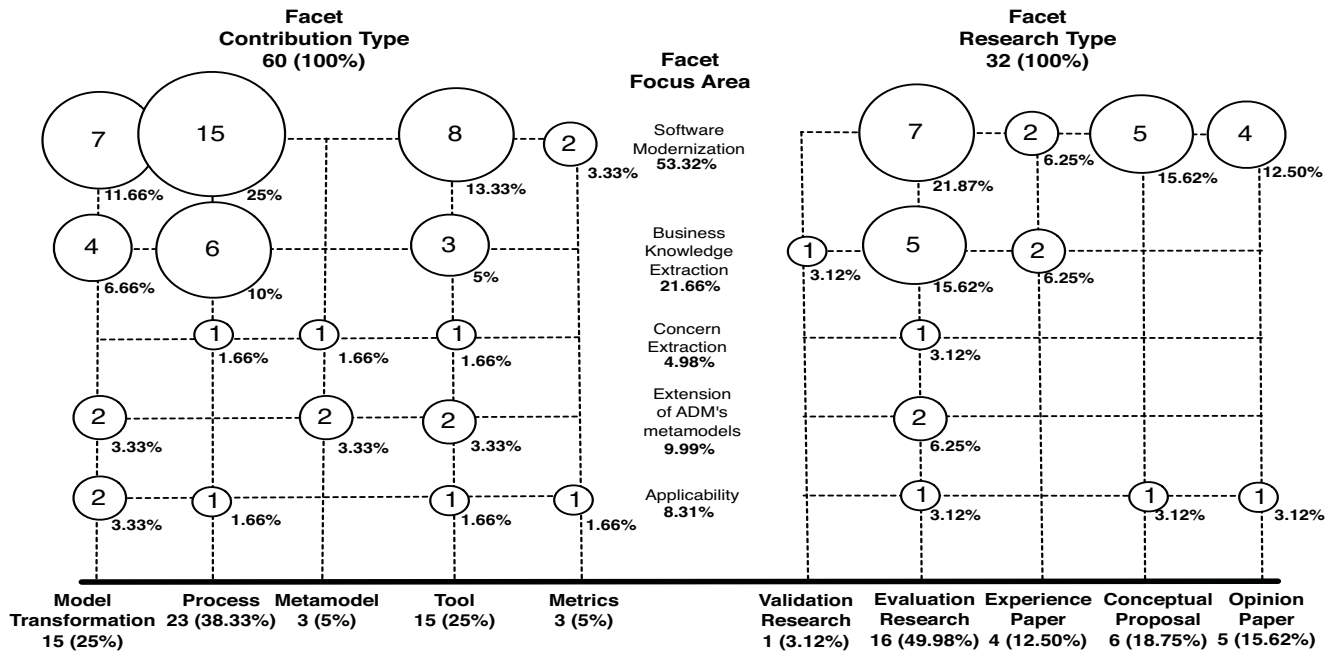 Facet
Contribution Type
60 (100%)
Facet
Focus Area
Facet
Research Type
32 (100%)
7
11.66%
15
25%
8
13.33%
2
3.33%
Software
Modernization
53.32%
7
21.87%
2
6.25%
5
15.62%
4
12.50%
4
6.66%
6
10%
3
5%
Business
Knowledge
Extraction
21.66%
1
3.12%
5
15.62%
2
6.25%
1
1.66%
1
1.66%
1
1.66%
Concern
Extraction
4.98%
1
3.12%
2
3.33%
2
3.33%
2
3.33%
Extension
of ADM's
metamodels
9.99%
2
6.25%
2
3.33%
1
1.66%
1
1.66%
1
1.66%
Applicability
8.31%
1
3.12%
1
3.12%
1
3.12%
Model
Transformation
15 (25%)
Process
23 (38.33%)
Metamodel
3 (5%)
Tool
15 (25%)
Metrics
3 (5%)
Validation
Research
1 (3.12%)
Evaluation
Research
16 (49.98%)
Experience
Paper
4 (12.50%)
Conceptual
Proposal
6 (18.75%)
Opinion
Paper
5 (15.62%)